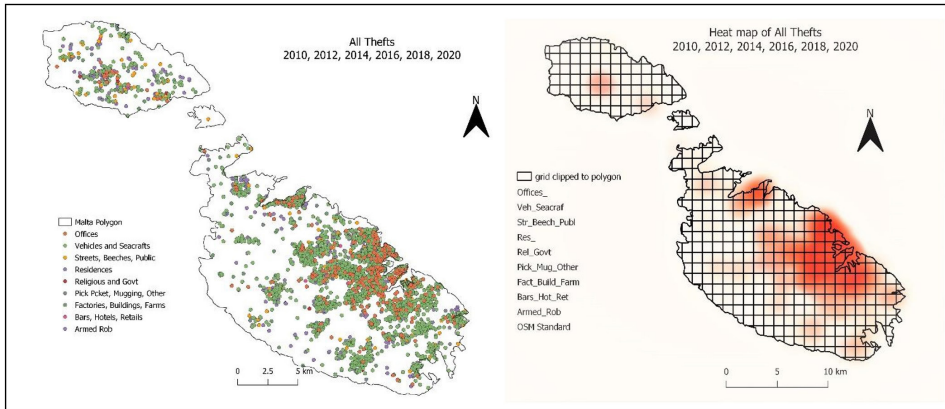 All Thefts
2010, 2012, 2014, 2016, 2018, 2020
N
Malta Polygon
Offices
Vehicles and Seacrafts
Streets, Beeches, Public
Residences
Religious and Govt
Pick Pcket, Mugging, Other
Factories, Buildings, Farms
Bars, Hotels, Retails
Armed Rob
0 2.5 5 km
Heat map of All Thefts
2010, 2012, 2014, 2016, 2018, 2020
N
grid clipped to polygon
Offices_
Veh_Seacraf
Str_Beech_Publ
Res_
Rel_Govt
Pick_Mug_Other
Fact_Build_Farm
Bars_Hot_Ret
Armed_Rob
OSM Standard
0 5 10 km